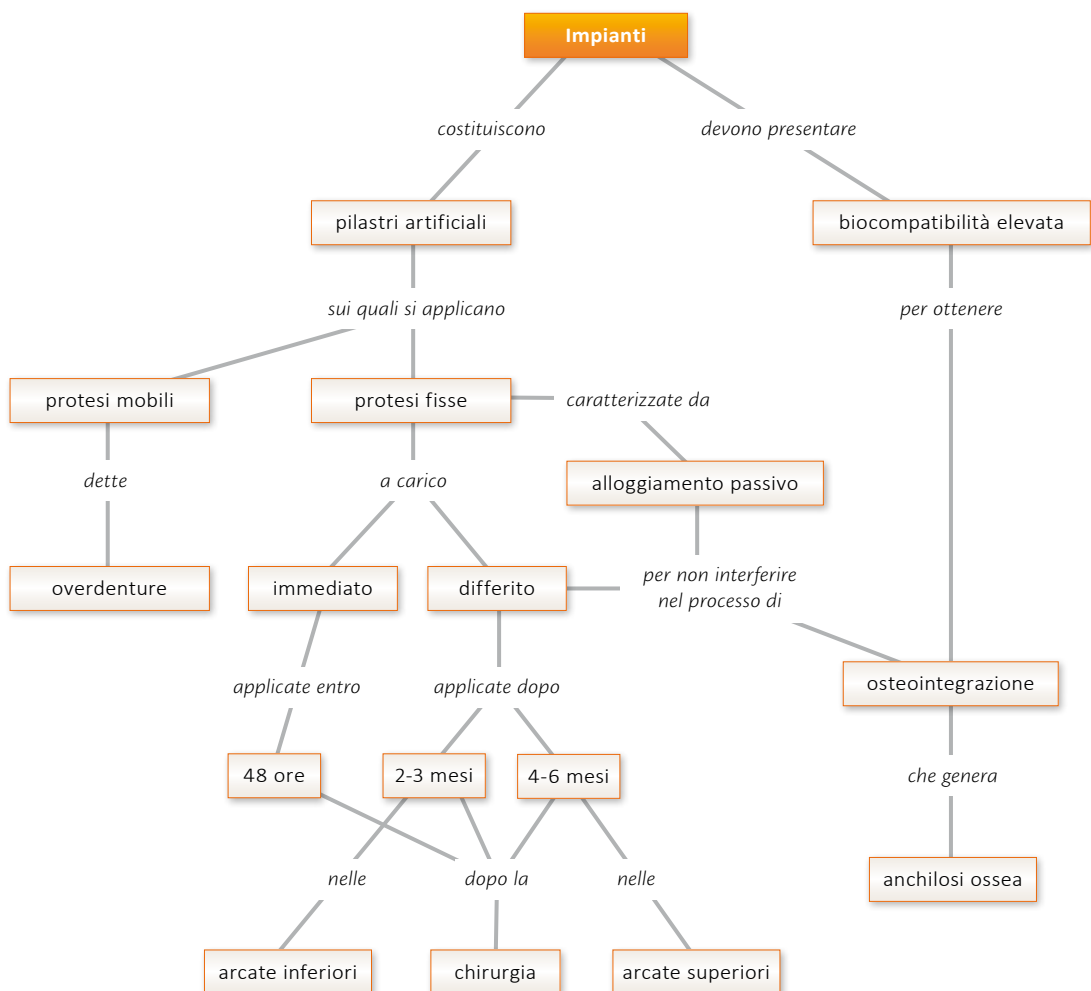 Impianti
costituiscono
devono presentare
pilastri artificiali
biocompatibilità elevata
sui quali si applicano
per ottenere
protesi mobili
protesi fisse
caratterizzate da
dette
a carico
alloggiamento passivo
overdenture
immediato
differito
per non interferire
nel processo di
applicate entro
applicate dopo
osteointegrazione
48 ore
2-3 mesi
4-6 mesi
che genera
nelle
dopo la
nelle
anchilosi ossea
arcate inferiori
chirurgia
arcate superiori